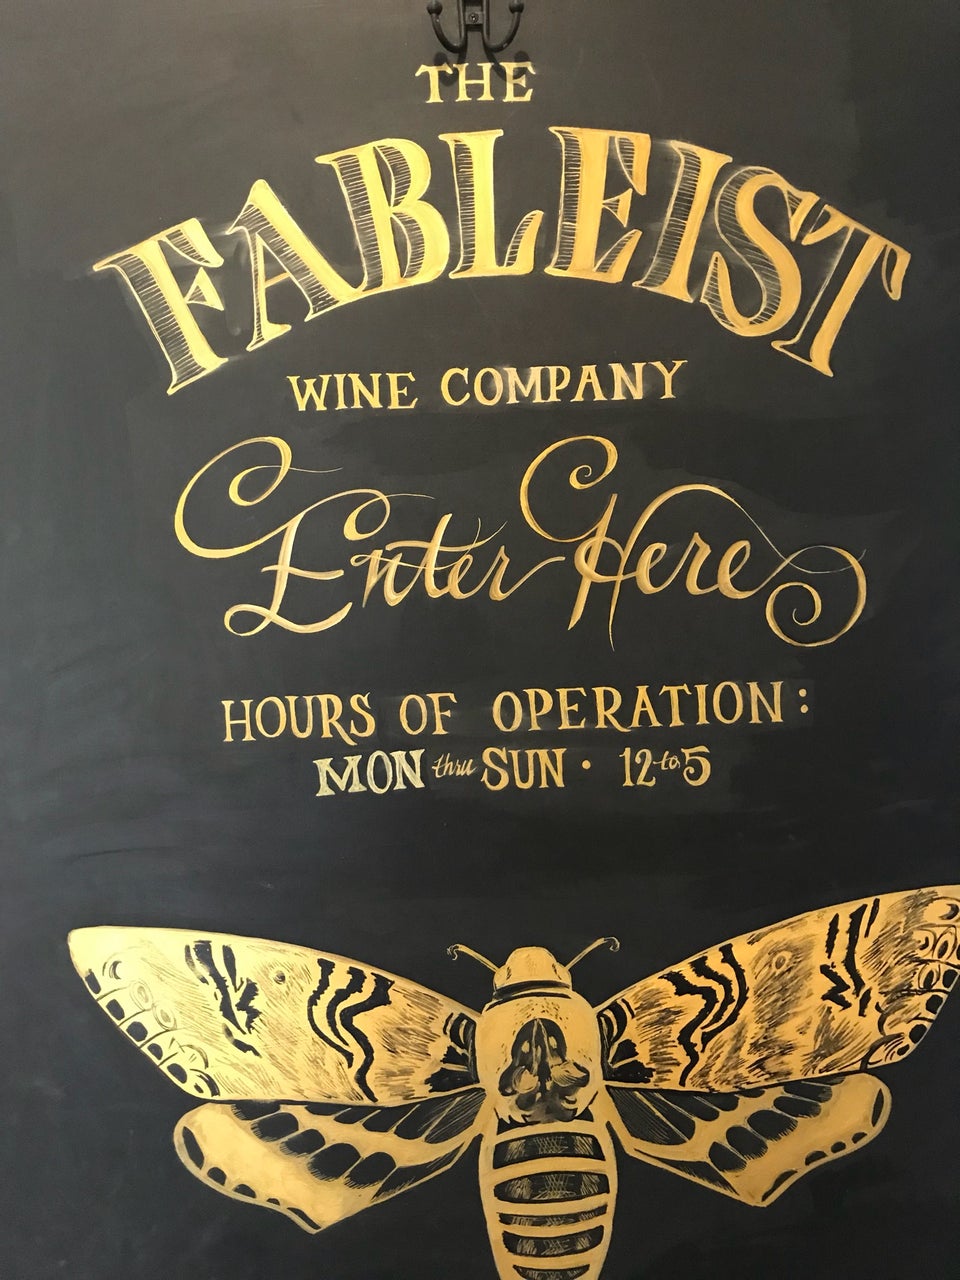 THE
FABLEIST
WINE COMPANY
Enter Here
HOURS OF OPERATION:
MON thru SUN • 12 to 5